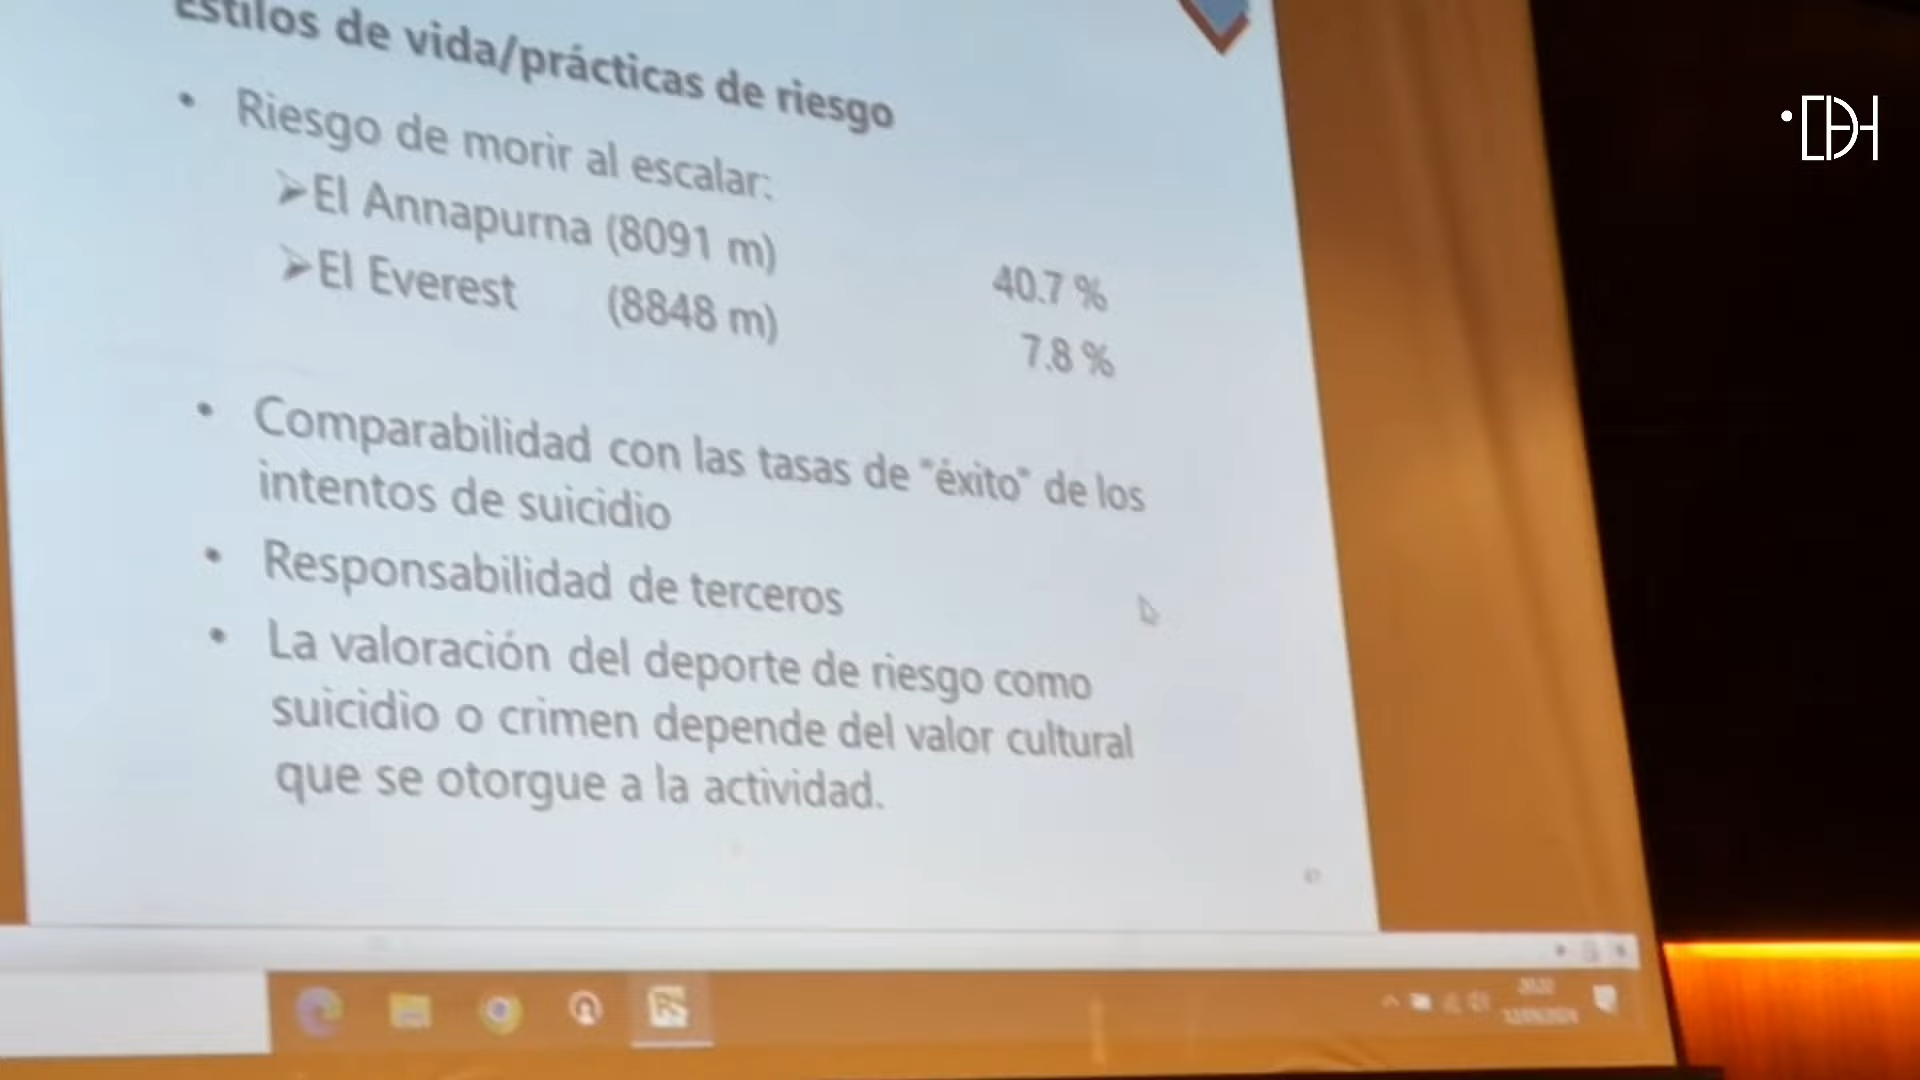 Estilos de vida/prácticas de riesgo
• Riesgo de morir al escalar:
➢El Annapurna (8091 m) 40.7 %
➢El Everest (8848 m) 7.8 %
• Comparabilidad con las tasas de "éxito" de los
intentos de suicidio
• Responsabilidad de terceros
• La valoración del deporte de riesgo como
suicidio o crimen depende del valor cultural
que se otorgue a la actividad.